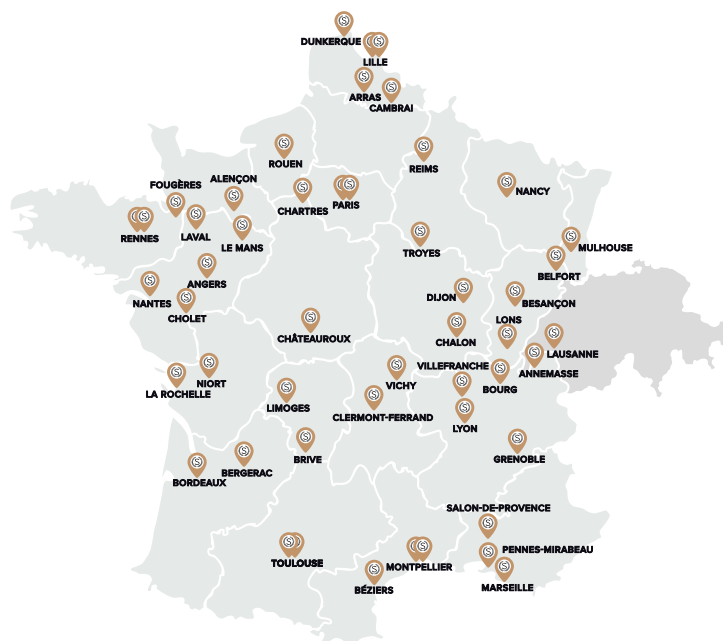 DUNKERQUE
LILLE
ARRAS
CAMBRAI
ROUEN
REIMS
ALENÇON
FOUGÈRES
CHARTRES
PARIS
NANCY
RENNES
LAVAL
LE MANS
TROYES
MULHOUSE
BELFORT
ANGERS
NANTES
CHOLET
DIJON
BESANÇON
LONS
CHÂTEAUROUX
CHALON
LAUSANNE
ANNEMASSE
VILLEFRANCHE
BOURG
VICHY
NIORT
LA ROCHELLE
LIMOGES
CLERMONT-FERRAND
LYON
BRIVE
GRENOBLE
BERGERAC
BORDEAUX
SALON-DE-PROVENCE
PENNES-MIRABEAU
TOULOUSE
MONTPELLIER
MARSEILLE
BÉZIERS